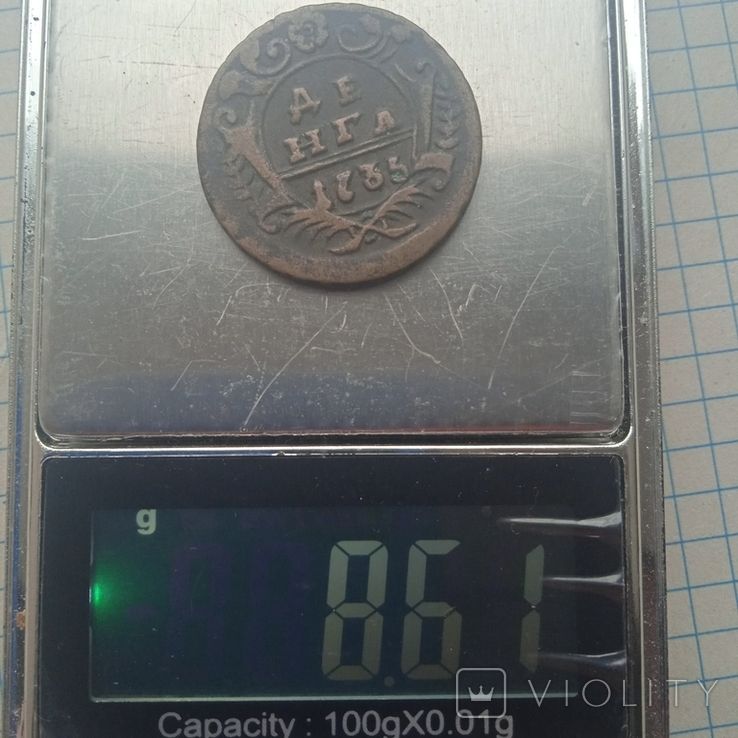 ДЕ
НГА
1735
g
8.61
VIOLITY
Capacity : 100gX0.01g